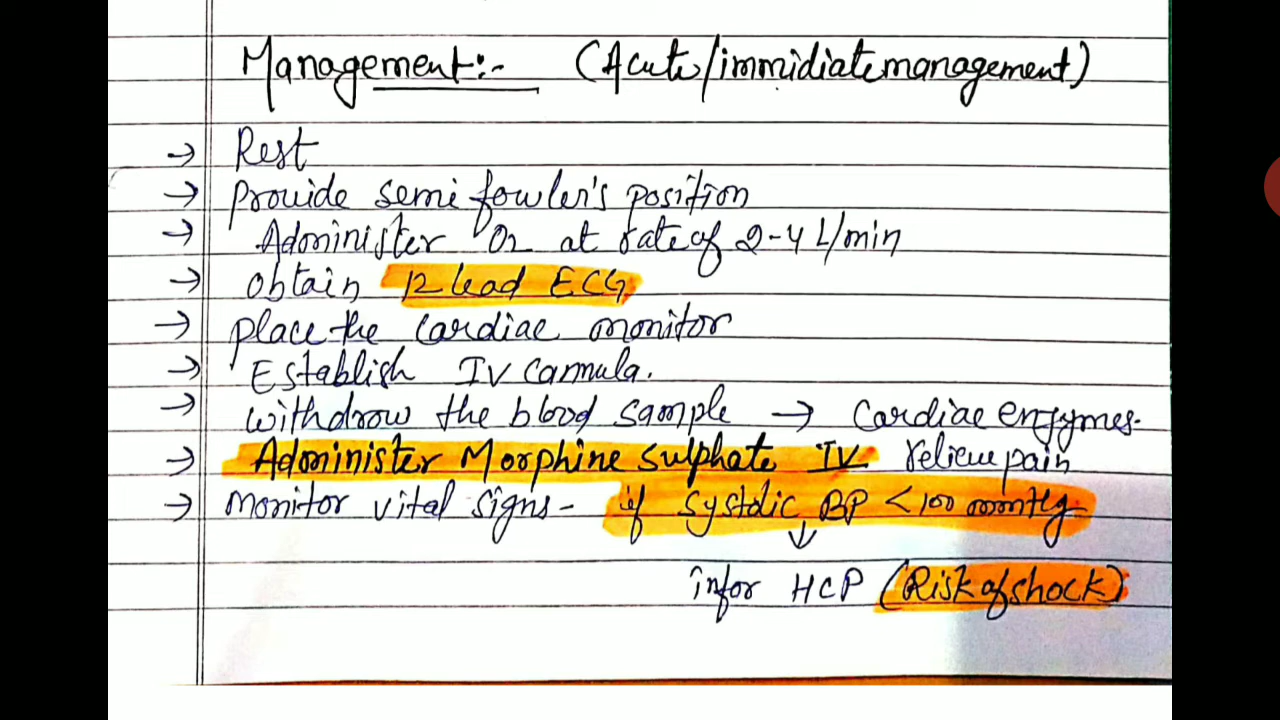 Management:- (Acute/immidiate management)
→ Rest
→ Provide semi fowler's position
→ Administer O2 at rate of 2-4 L/min
→ obtain 12 lead ECG
→ place the cardiac monitor
→ Establish IV cannula.
→ withdrow the blood sample → Cardiac enzymes.
→ Administer Morphine sulphate IV relieve pain
→ monitor vital signs - if systolic BP < 100 mmHg
↓
infor HCP (Risk of shock)